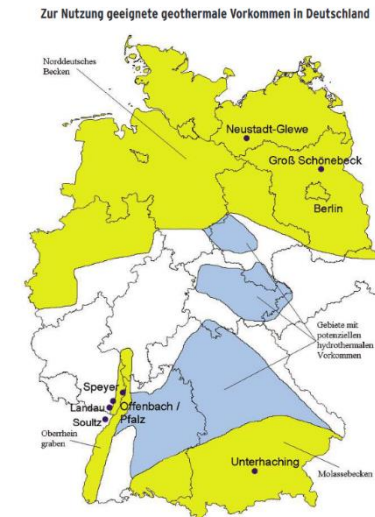 Zur Nutzung geeignete geothermale Vorkommen in Deutschland
Norddeutsches
Becken
Neustadt-Glewe
Groß Schönebeck
Berlin
Gebiete mit
potenziellen
hydrothermalen
Vorkommen
Speyer
Landau
Offenbach /
Pfalz
Soultz
Oberrhein
graben
Unterhaching
Molassebecken